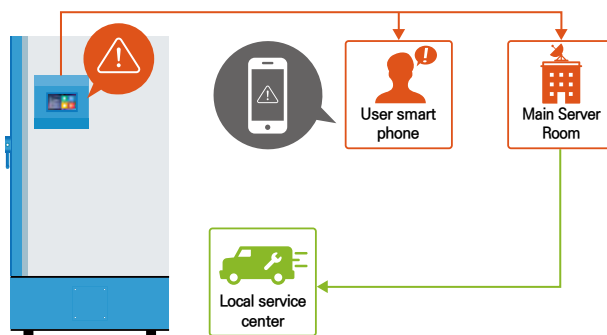 User smart
phone
Main Server
Room
Local service
center